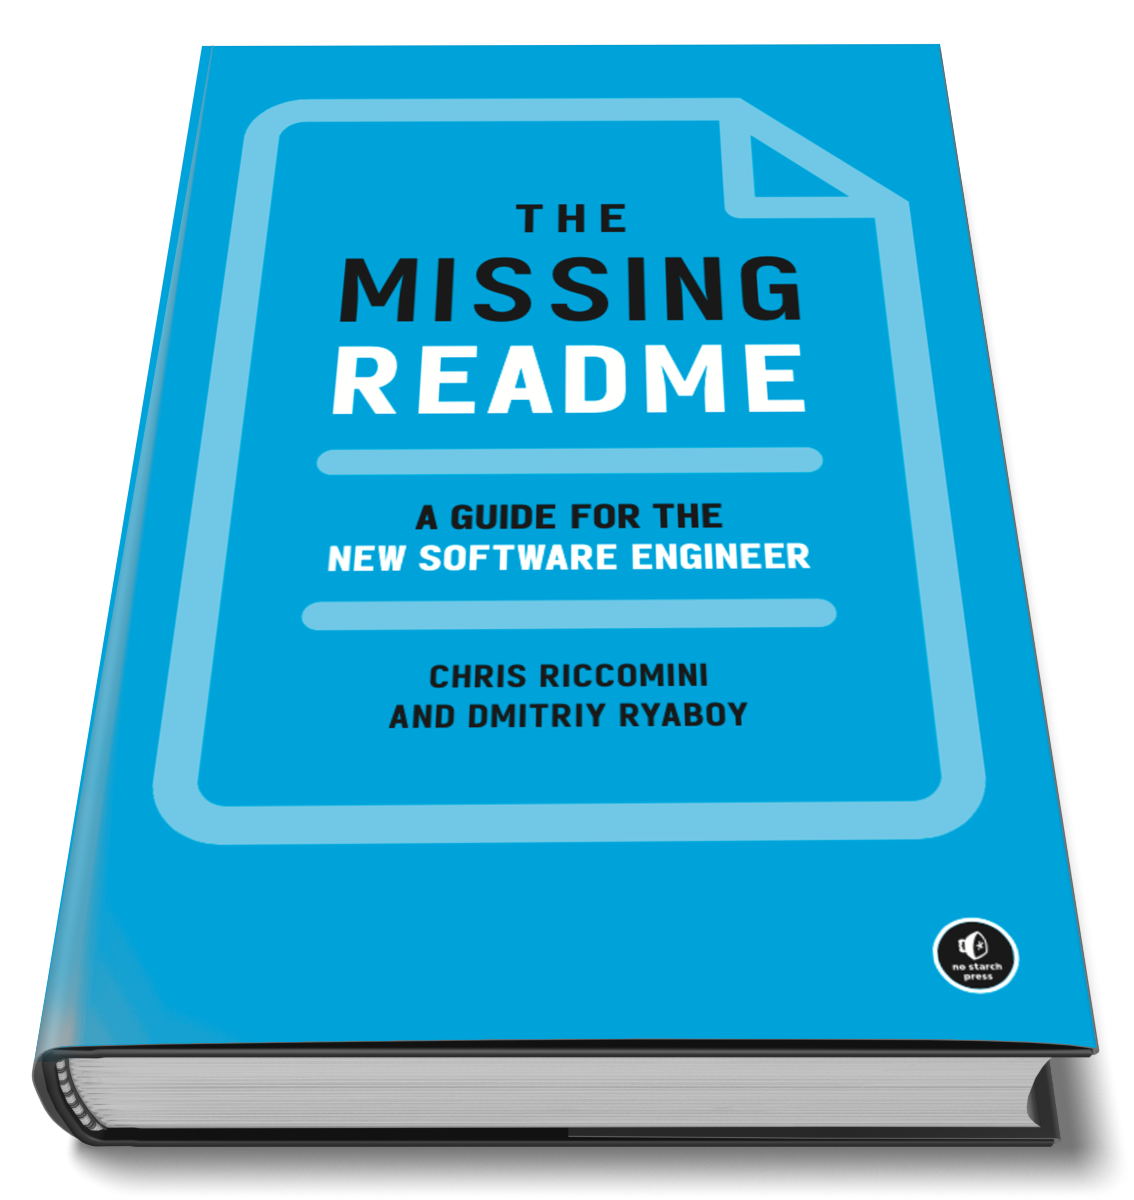 THE
MISSING
README
A GUIDE FOR THE
NEW SOFTWARE ENGINEER
CHRIS RICCOMINI
AND DMITRIY RYABOY
no starch
press